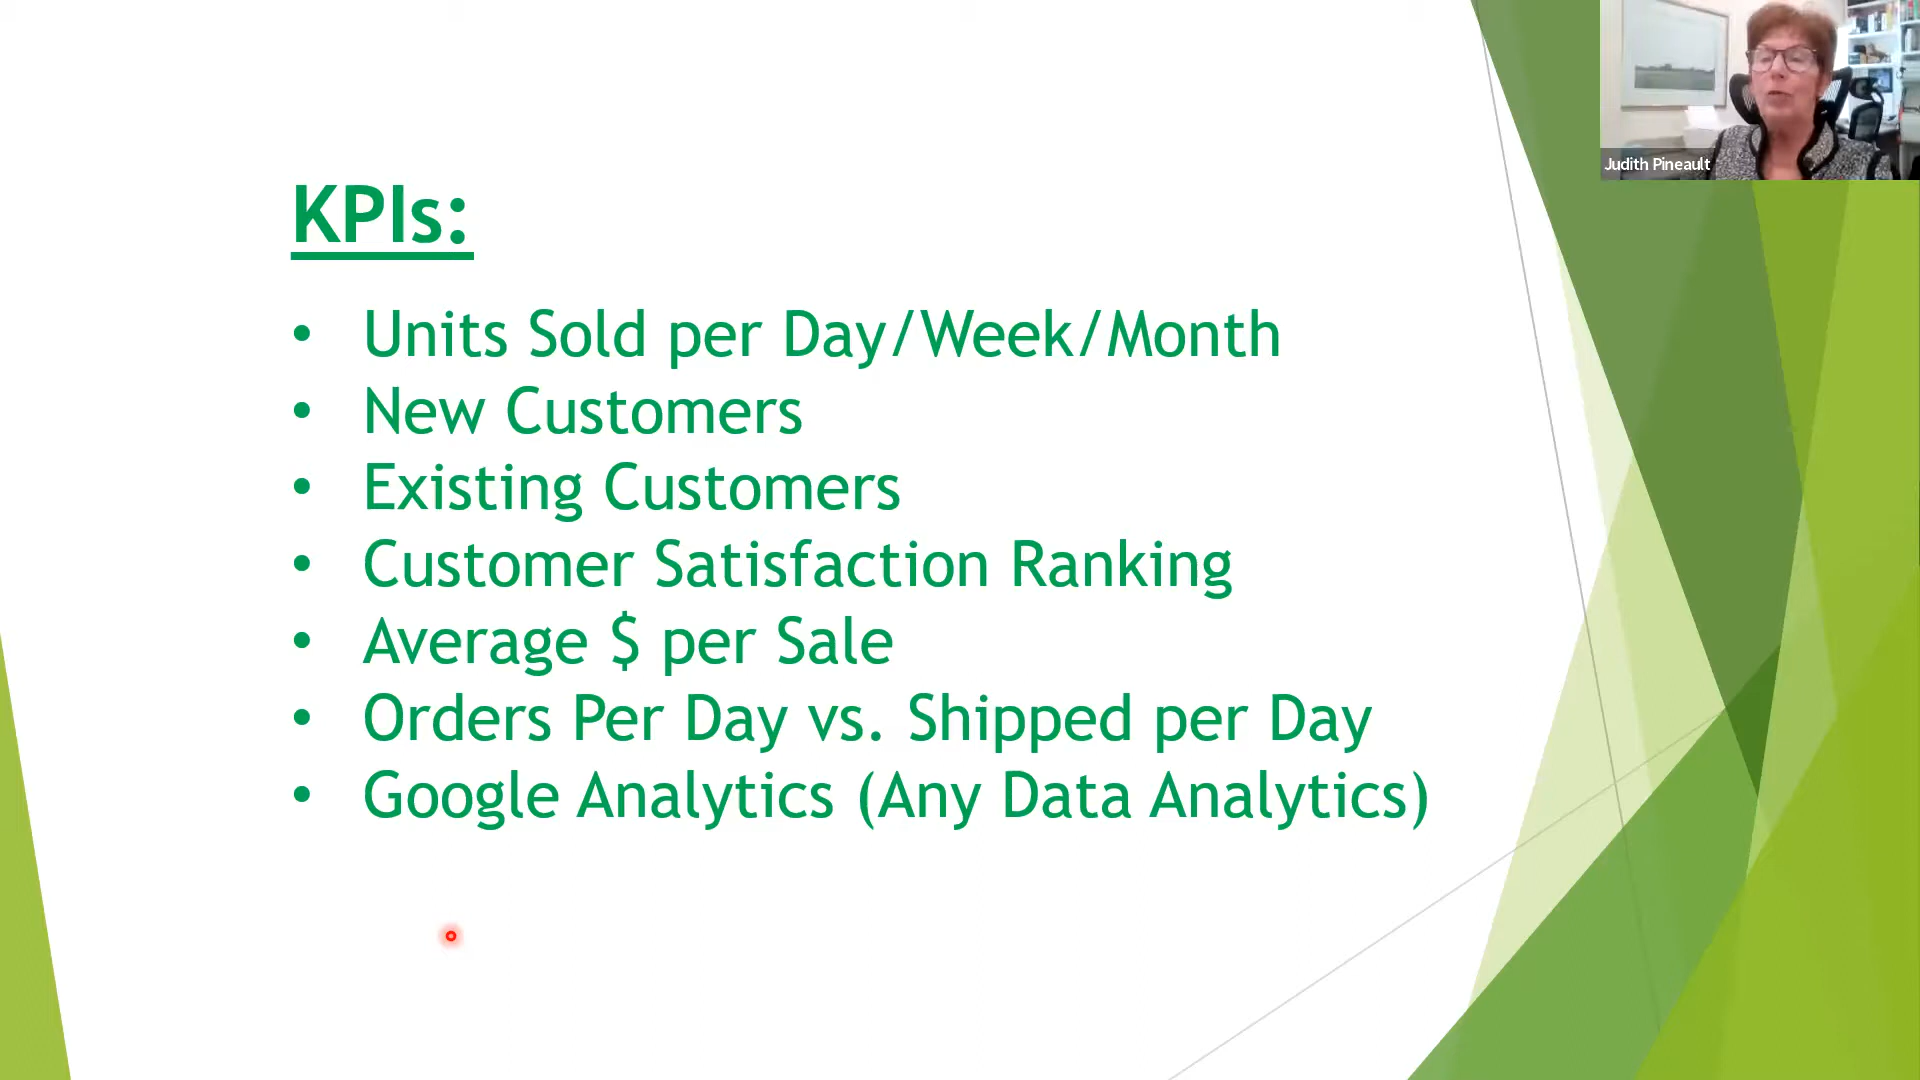 Judith Pineault
KPIs:
• Units Sold per Day/Week/Month
• New Customers
• Existing Customers
• Customer Satisfaction Ranking
• Average $ per Sale
• Orders Per Day vs. Shipped per Day
• Google Analytics (Any Data Analytics)